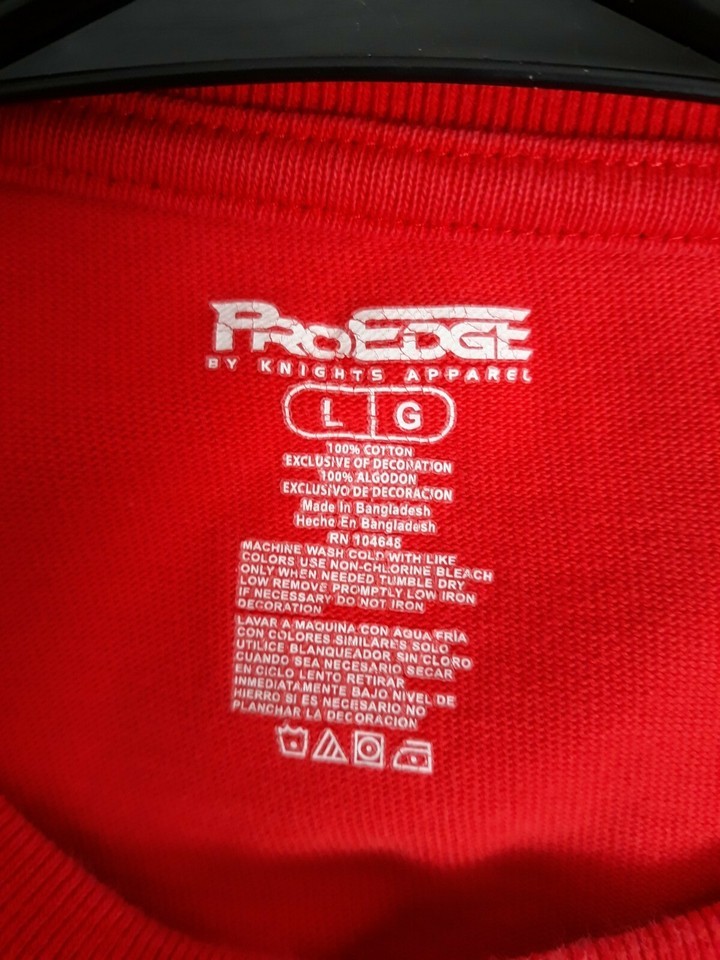 PROEDGE
BY KNIGHTS APPAREL
L G
100% COTTON
EXCLUSIVE OF DECORATION
100% ALGODON
EXCLUSIVO DE DECORACION
Made In Bangladesh
Hecho En Bangladesh
RN 104648
MACHINE WASH COLD WITH LIKE
COLORS USE NON-CHLORINE BLEACH
ONLY WHEN NEEDED TUMBLE DRY
LOW REMOVE PROMPTLY LOW IRON
IF NECESSARY DO NOT IRON
DECORATION
LAVAR A MAQUINA CON AQUA FRÍA
CON COLORES SIMILARES SOLO
UTILICE BLANQUEADOR SIN CLORO
CUANDO SEA NECESARIO SECAR
EN CICLO LENTO RETIRAR
INMEDIATAMENTE BAJO NIVEL DE
HIERRO SI ES NECESARIO NO
PLANCHAR LA DECORACION